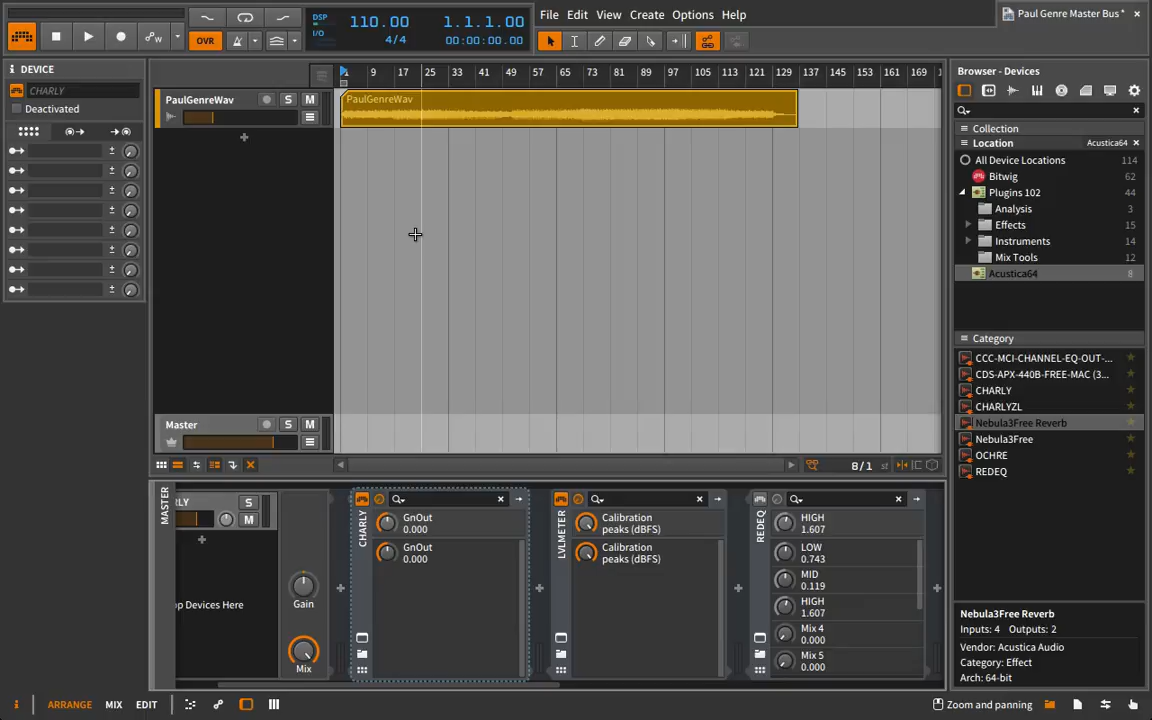 DSP
I/O
110.00
4/4
1.1.1.00
00:00:00.00
File Edit View Create Options Help
Paul Genre Master Bus* ×
OVR
DEVICE
CHARLY
Deactivated
PaulGenreWav
S M
9 17 25 33 41 49 57 65 73 81 89 97 105 113 121 129 137 145 153 161 169
PaulGenreWav
Master
S M
8/1 st
Browser - Devices
Collection
Location Acustica64 ×
All Device Locations 114
Bitwig 62
Plugins 102 44
Analysis 3
Effects 15
Instruments 14
Mix Tools 12
Acustica64 8
Category
CCC-MCI-CHANNEL-EQ-OUT-...
CDS-APX-440B-FREE-MAC (3...
CHARLY
CHARLYZL
Nebula3Free Reverb
Nebula3Free
OCHRE
REDEQ
Nebula3Free Reverb
Inputs: 4 Outputs: 2
Vendor: Acustica Audio
Category: Effect
Arch: 64-bit
MASTER
RLY
S
M
op Devices Here
Gain
Mix
CHARLY
GnOut
0.000
GnOut
0.000
LVLMETER
Calibration
peaks (dBFS)
Calibration
peaks (dBFS)
REDEQ
HIGH
1.607
LOW
0.743
MID
0.119
HIGH
1.607
Mix 4
0.000
Mix 5
0.000
i ARRANGE MIX EDIT
Zoom and panning